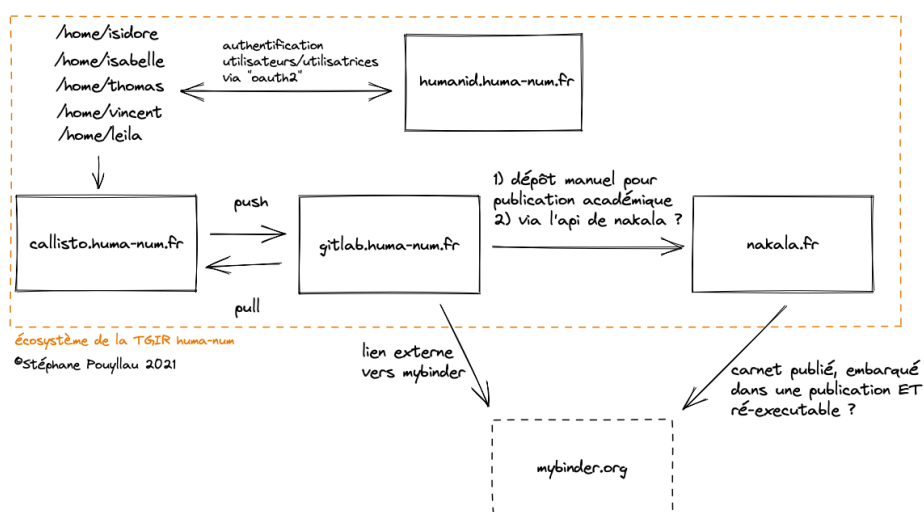 /home/isidore
/home/isabelle
/home/thomas
/home/vincent
/home/leila
authentification
utilisateurs/utilisatrices
via "oauth2"
humanid.huma-num.fr
callisto.huma-num.fr
push
pull
gitlab.huma-num.fr
1) dépôt manuel pour
publication académique
2) via l'api de nakala ?
nakala.fr
écosystème de la TGIR huma-num
©Stéphane Pouyllau 2021
lien externe
vers mybinder
carnet publié, embarqué
dans une publication ET
ré-executable ?
mybinder.org